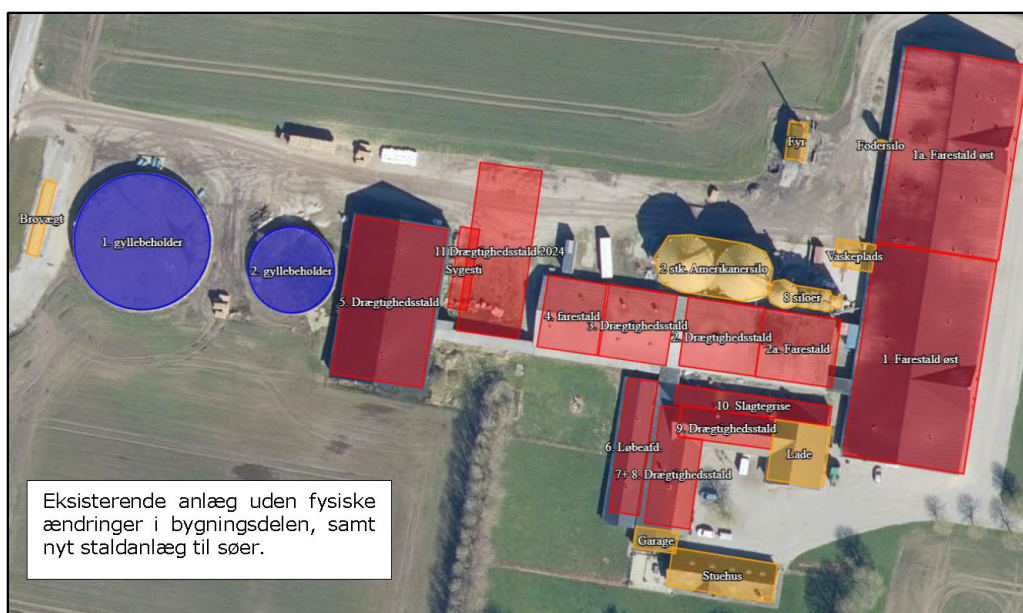 Fyr
Fodersilo
1a. Farestald øst
Brovægt
1. gyllebeholder
2. gyllebeholder
11 Drægtighedsstald 2024
Sygesti
5. Drægtighedsstald
2 stk. Amerikanersilo
Vaskeplads
8 siloer
4. farestald
3. Drægtighedsstald
2. Drægtighedsstald
2a. Farestald
1. Farestald øst
10. Slagtegrise
9. Drægtighedsstald
6. Løbeafd.
Lade
7+ 8. Drægtighedsstald
Garage
Stuehus
Eksisterende anlæg uden fysiske
ændringer i bygningsdelen, samt
nyt staldanlæg til søer.